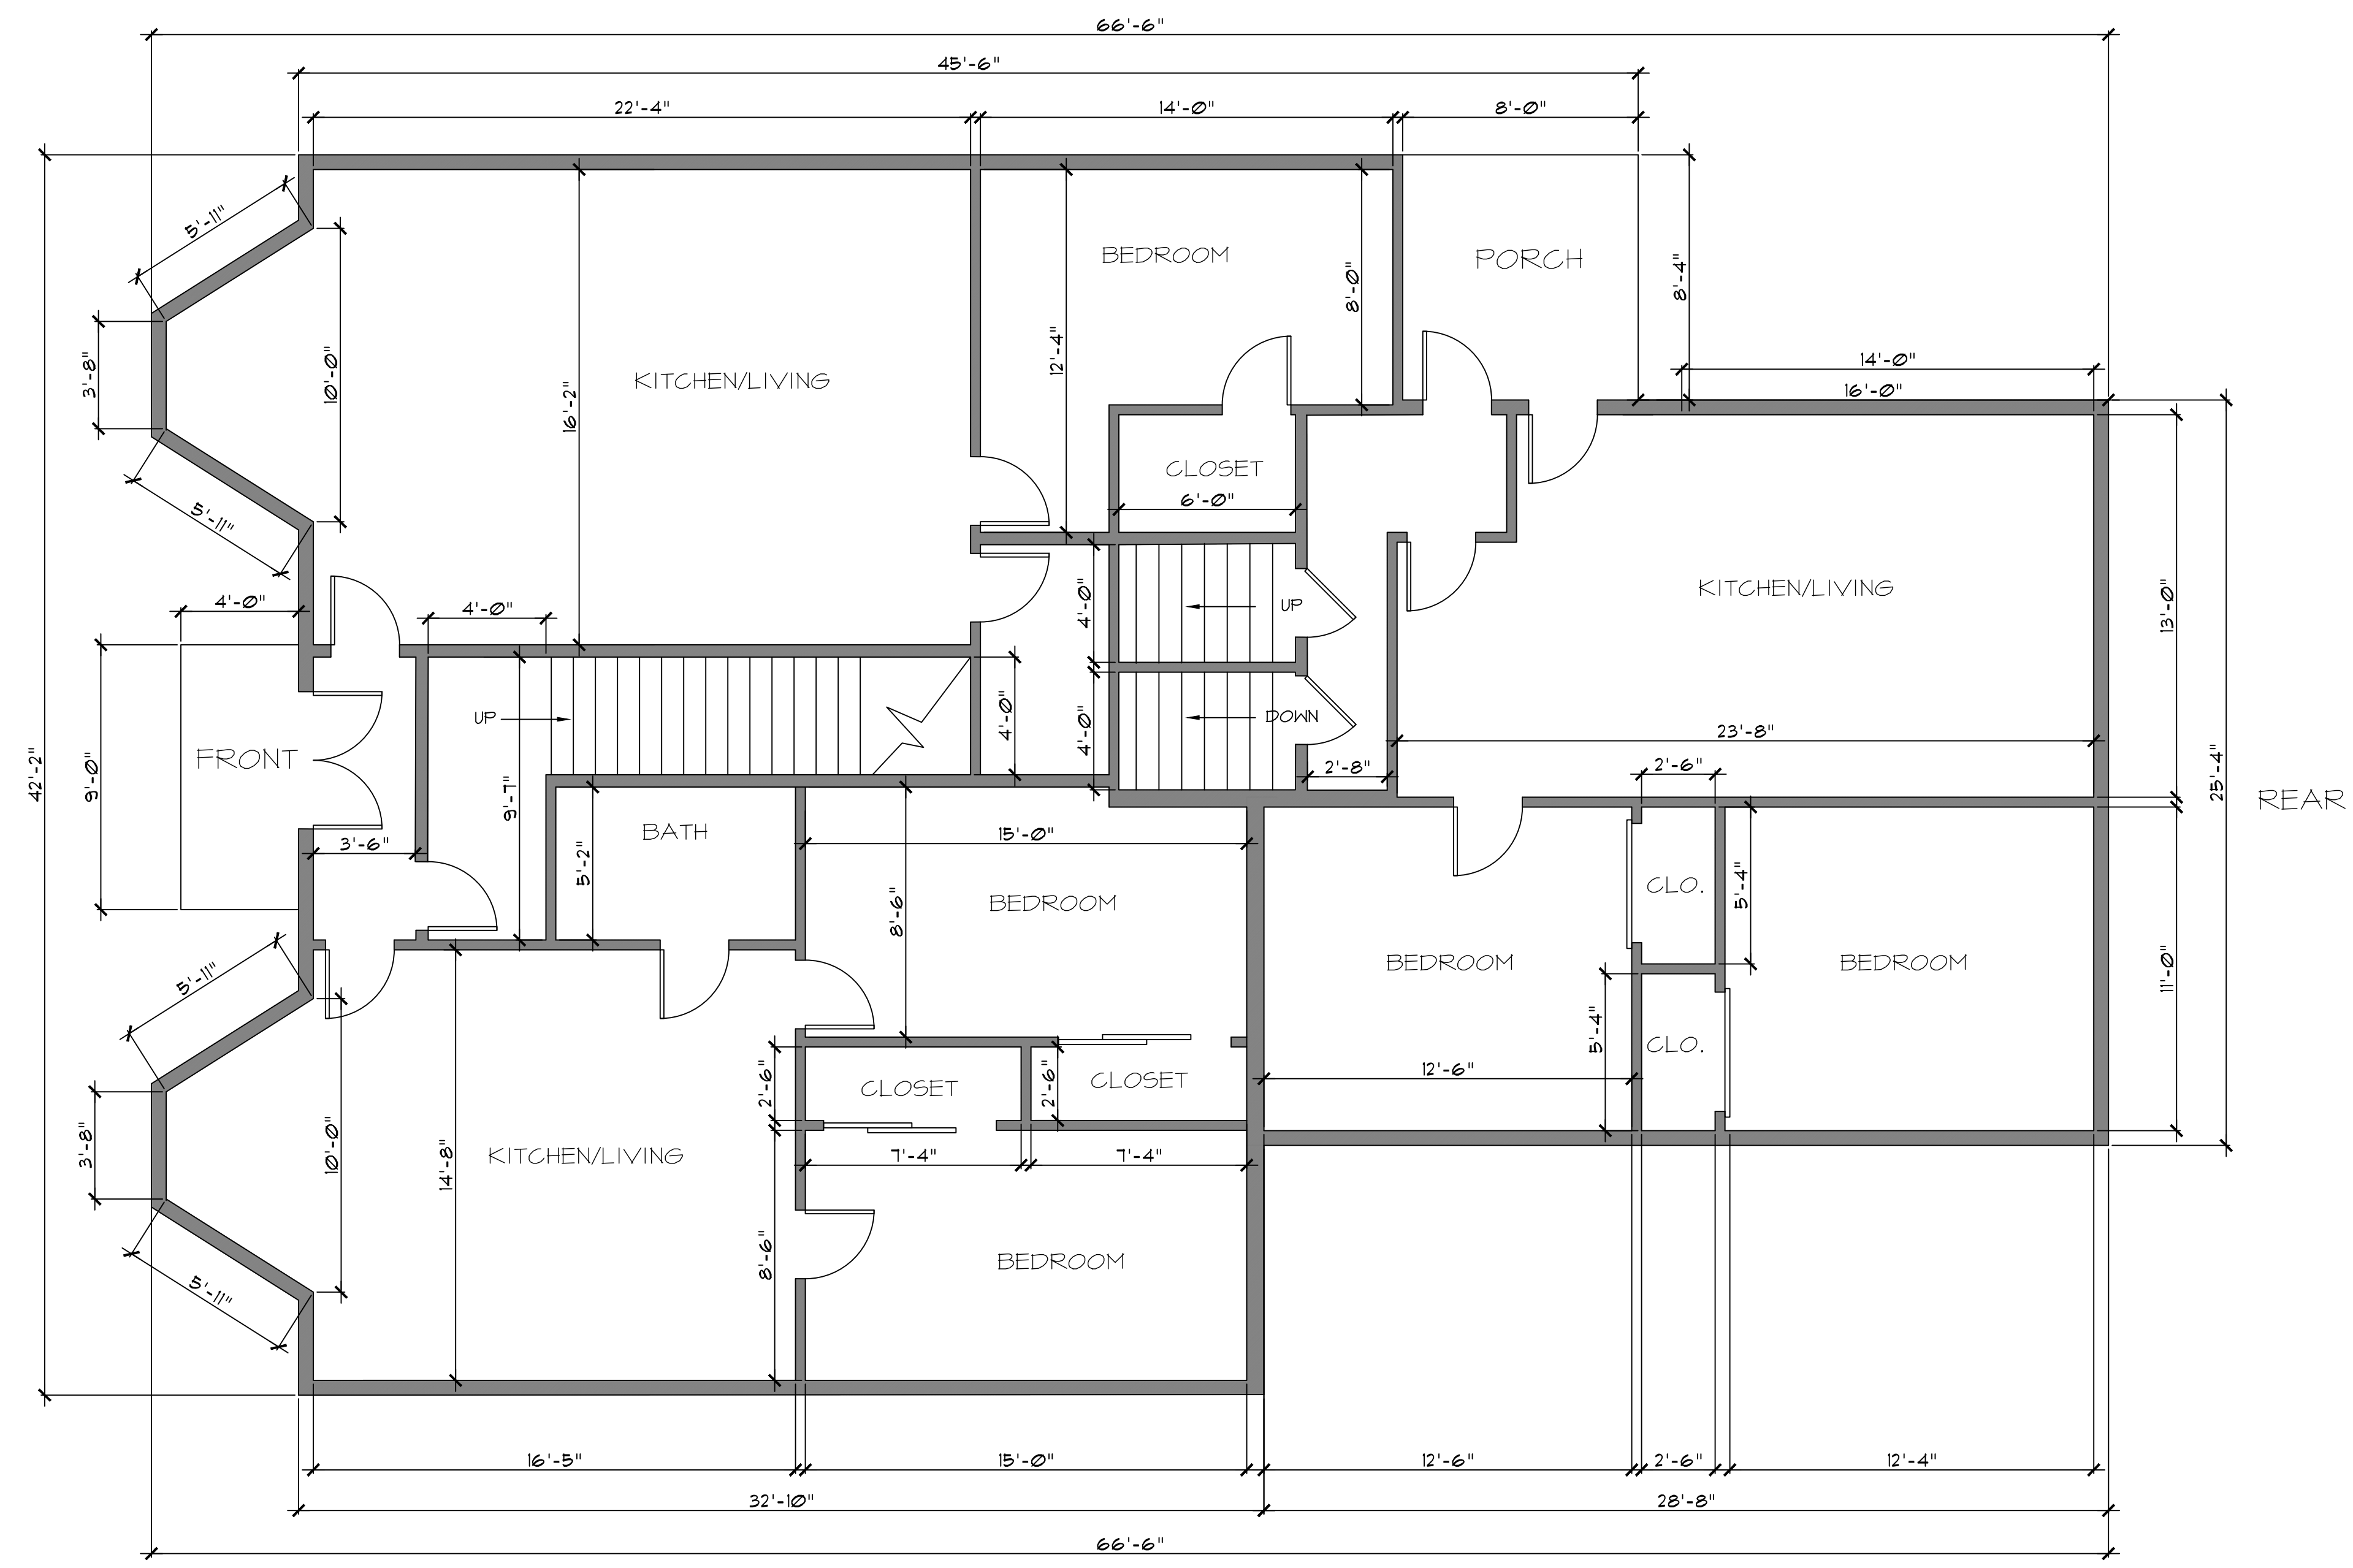 66'-6"
45'-6"
22'-4"
14'-0"
8'-0"
5'-11"
3'-8"
10'-0"
5'-11"
16'-2"
KITCHEN/LIVING
BEDROOM
12'-4"
8'-0"
PORCH
8'-4"
14'-0"
16'-0"
CLOSET
6'-0"
KITCHEN/LIVING
13'-0"
23'-8"
4'-0"
4'-0"
4'-0"
UP
4'-0"
DOWN
2'-8"
42'-2"
9'-0"
FRONT
UP
4'-0"
9'-7"
3'-6"
BATH
5'-2"
15'-0"
8'-6"
BEDROOM
2'-6"
CLO.
5'-4"
25'-4"
REAR
BEDROOM
BEDROOM
11'-0"
CLO.
5'-4"
12'-6"
5'-11"
3'-8"
10'-0"
5'-11"
14'-8"
KITCHEN/LIVING
2'-6"
CLOSET
2'-6"
CLOSET
7'-4"
7'-4"
8'-6"
BEDROOM
16'-5"
15'-0"
12'-6"
2'-6"
12'-4"
32'-10"
28'-8"
66'-6"